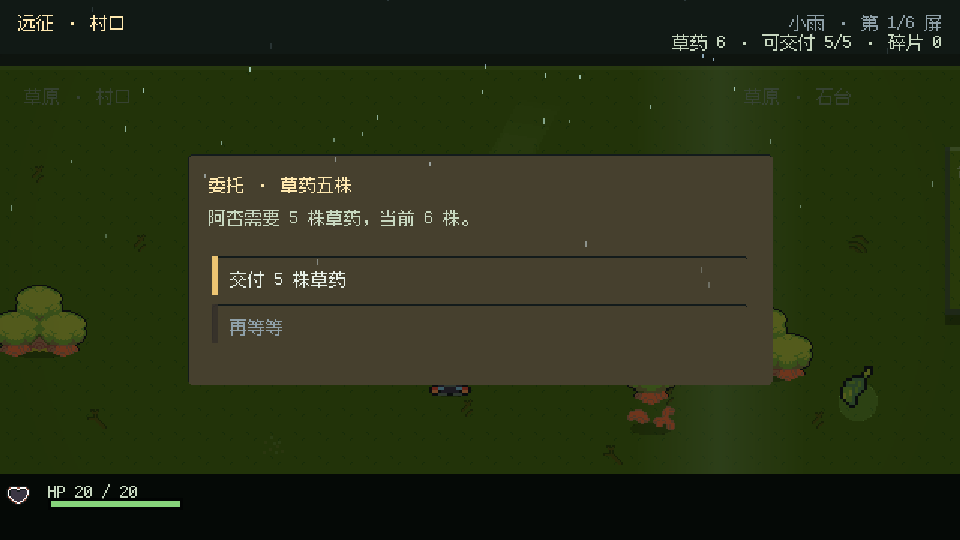 远征 · 村口
小雨 · 第 1/6 屏
草药 6 · 可交付 5/5 · 碎片 0
草原 · 村口
草原 · 石台
委托 · 草药五株
阿杏需要 5 株草药，当前 6 株。
交付 5 株草药
再等等
HP 20 / 20